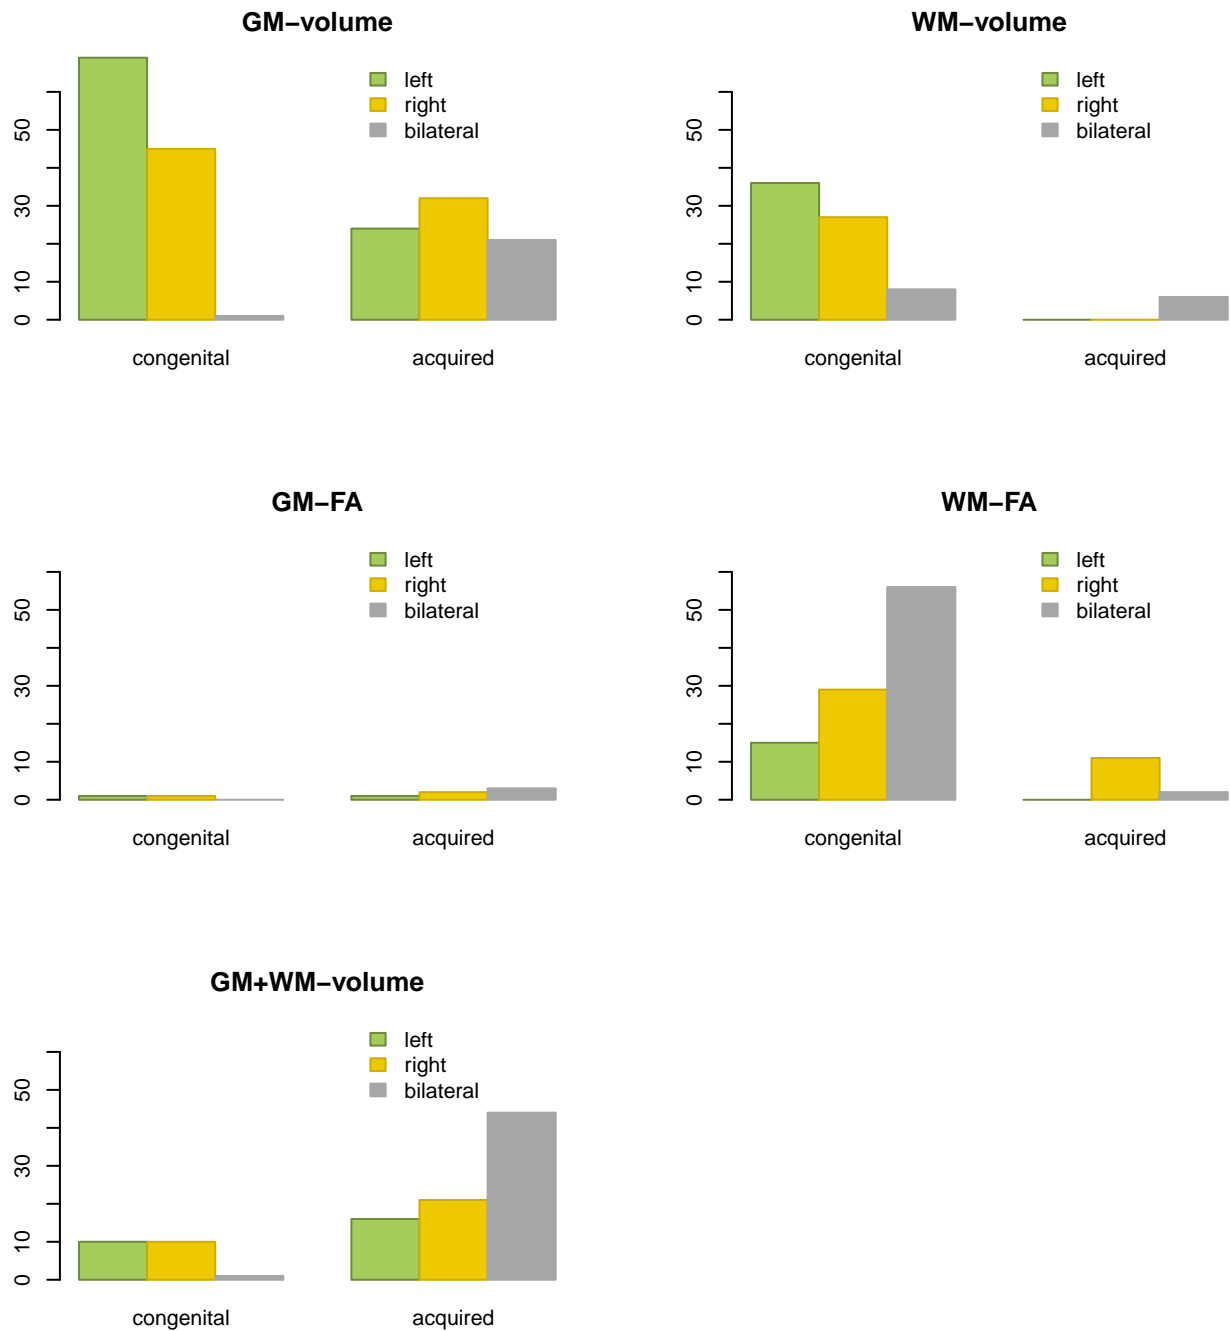 GM−volume
left
right
bilateral
0 10 30 50
congenital acquired
WM−volume
left
right
bilateral
0 10 30 50
congenital acquired
GM−FA
left
right
bilateral
0 10 30 50
congenital acquired
WM−FA
left
right
bilateral
0 10 30 50
congenital acquired
GM+WM−volume
left
right
bilateral
0 10 30 50
congenital acquired